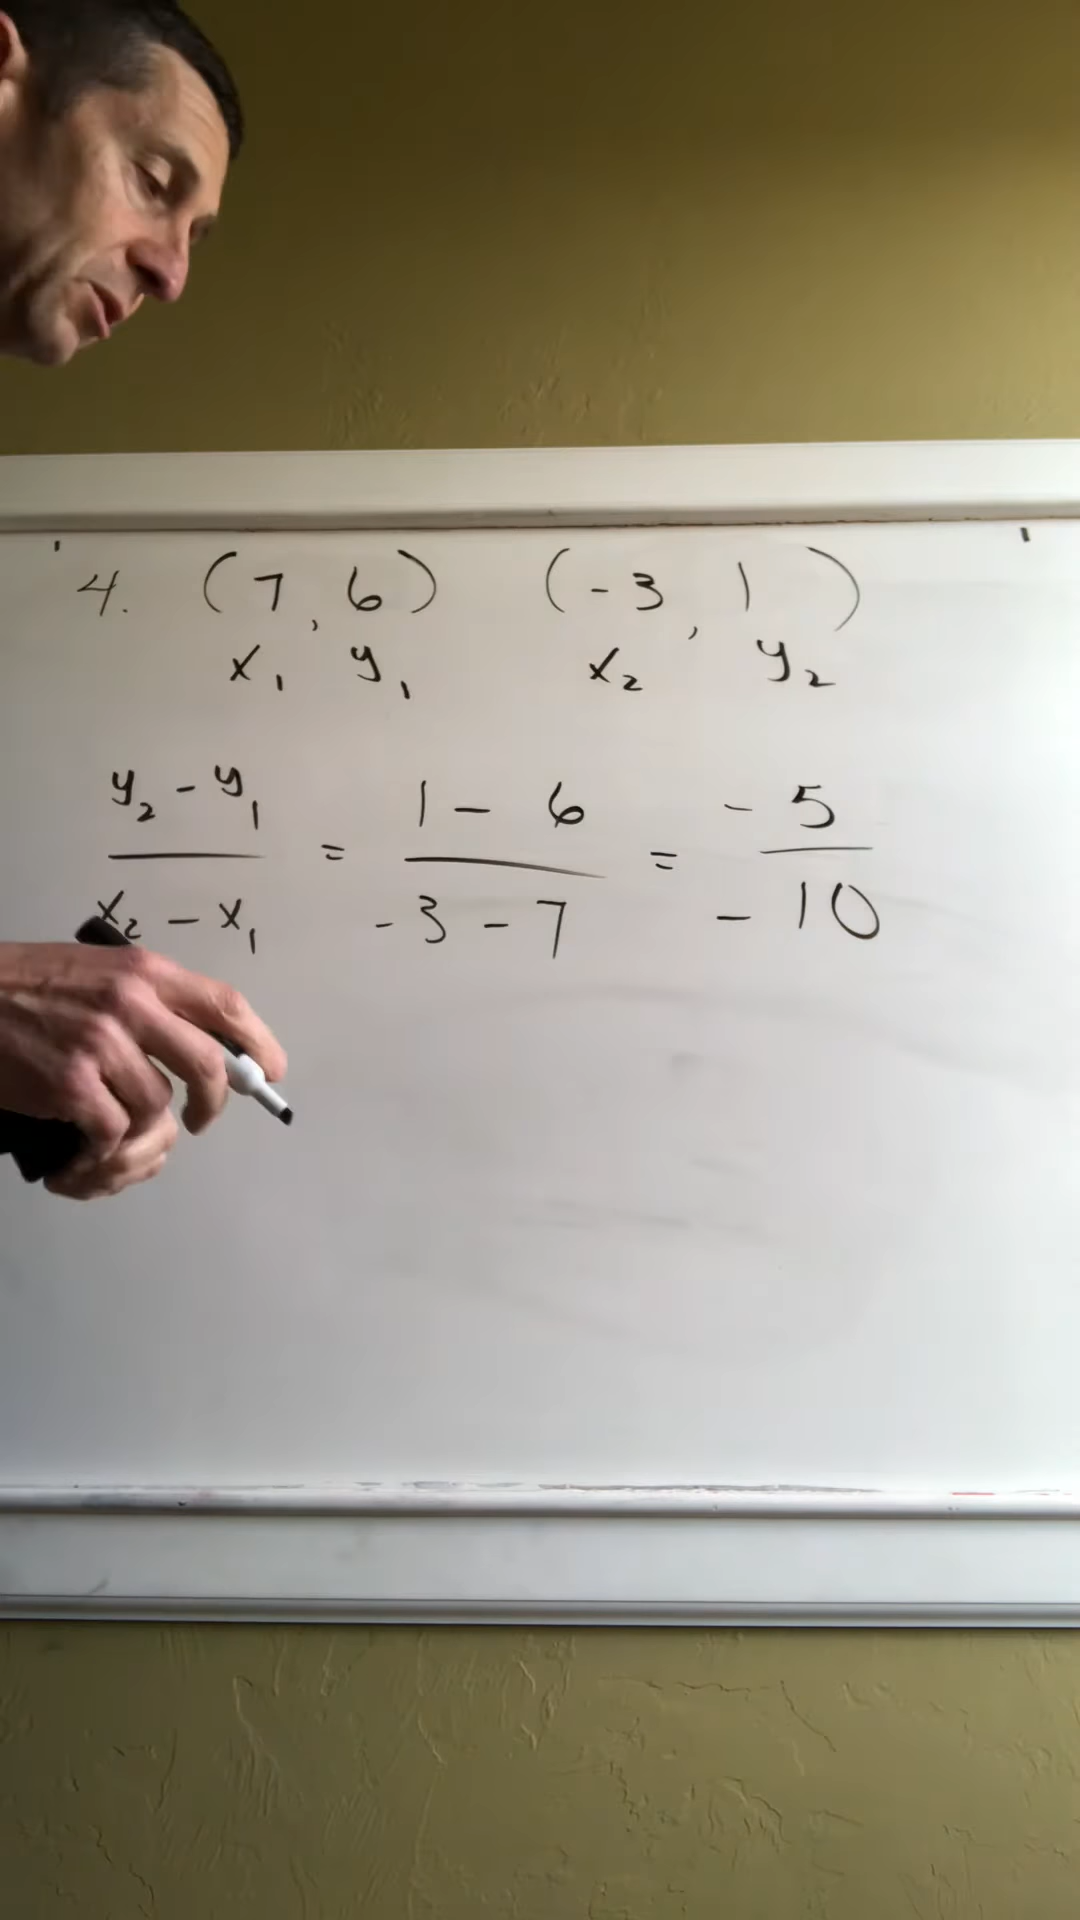 4. (7, 6) (-3, 1)
x₁ y₁ x₂ y₂
y₂ - y₁ / x₂ - x₁ = 1 - 6 / -3 - 7 = -5 / -10